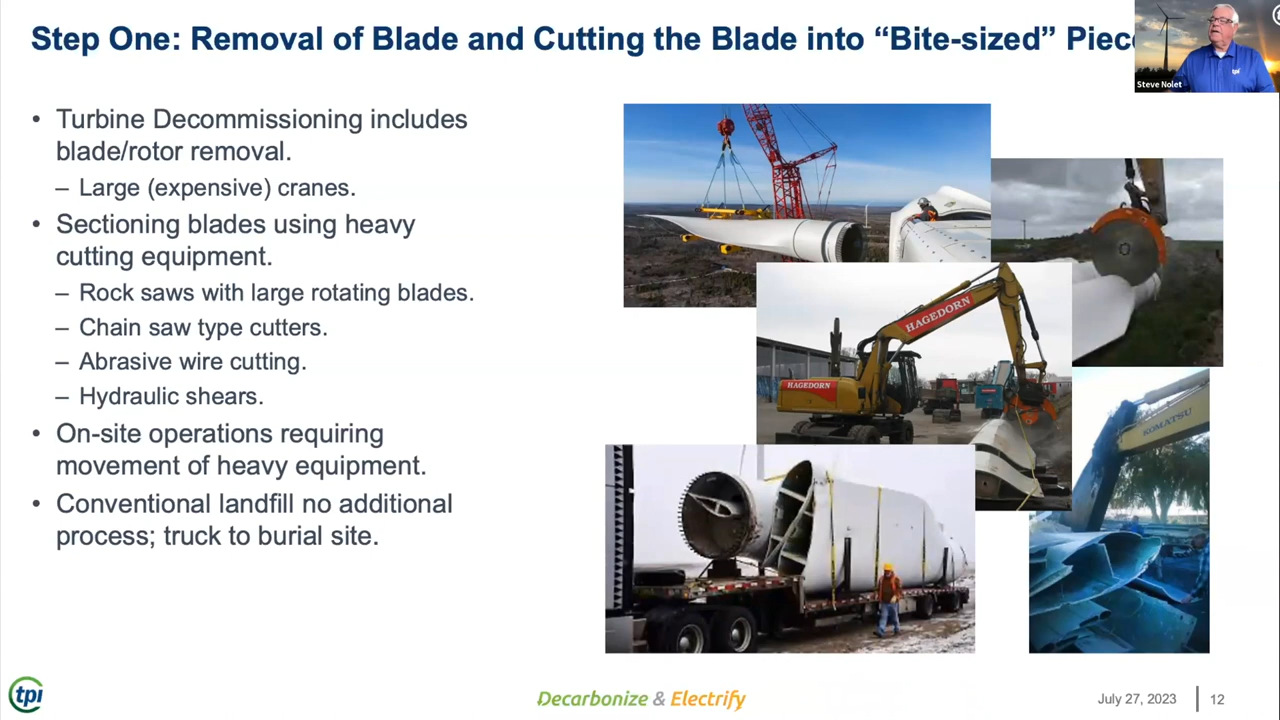 Step One: Removal of Blade and Cutting the Blade into “Bite-sized”
Steve Nolet
tpi
• Turbine Decommissioning includes
blade/rotor removal.
– Large (expensive) cranes.
• Sectioning blades using heavy
cutting equipment.
– Rock saws with large rotating blades.
– Chain saw type cutters.
– Abrasive wire cutting.
– Hydraulic shears.
• On-site operations requiring
movement of heavy equipment.
• Conventional landfill no additional
process; truck to burial site.
HAGEDORN
HAGEDORN
KOMATSU
tpi
Decarbonize & Electrify
July 27, 2023
12